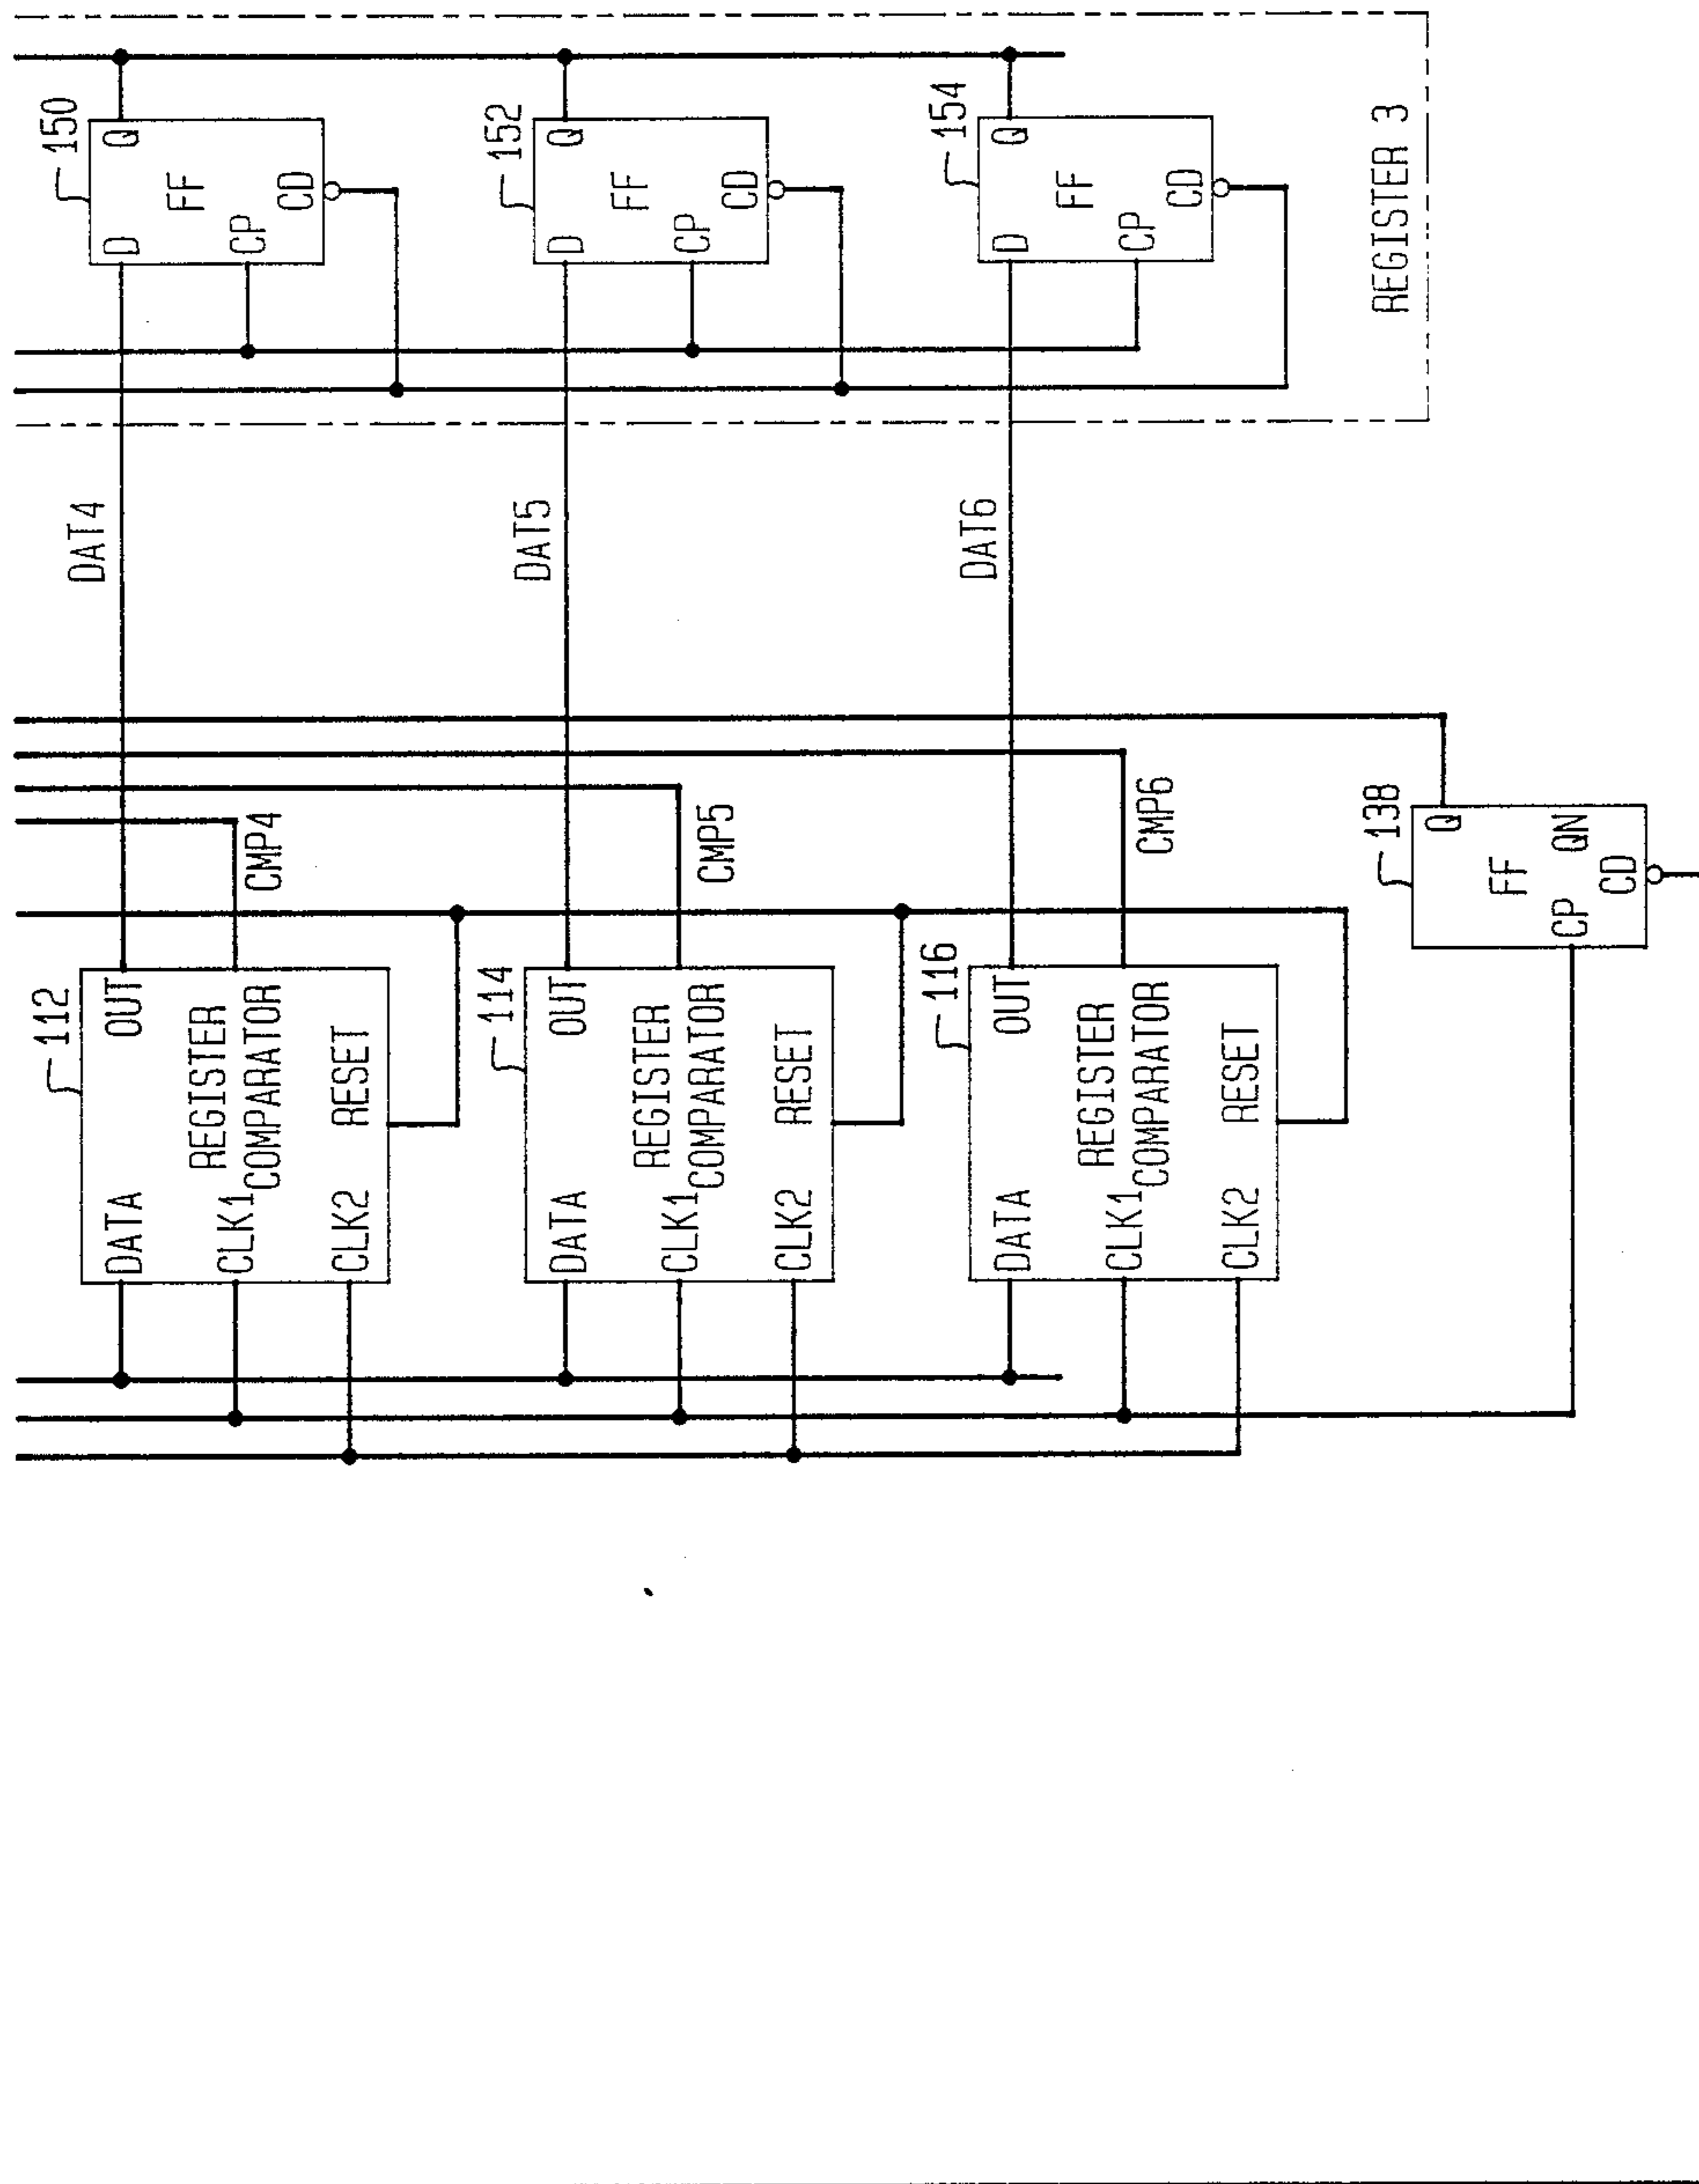 112
DATA
OUT
CLK1
REGISTER
COMPARATOR
CLK2
RESET
CMP4
DAT4
150
D
Q
FF
CP
CD
114
DATA
OUT
CLK1
REGISTER
COMPARATOR
CLK2
RESET
CMP5
DAT5
152
D
Q
FF
CP
CD
116
DATA
OUT
CLK1
REGISTER
COMPARATOR
CLK2
RESET
CMP6
DAT6
154
D
Q
FF
CP
CD
REGISTER 3
138
Q
FF
CP
QN
CD